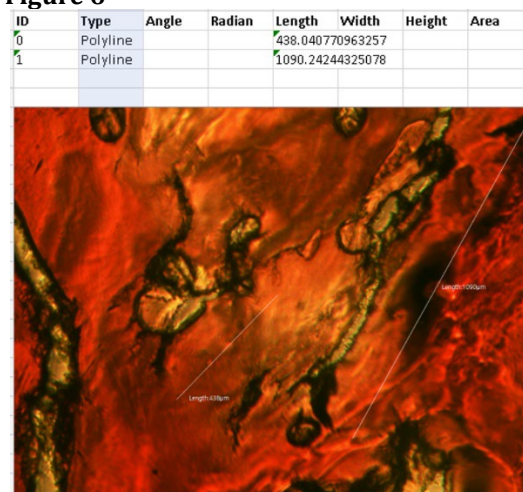 Figure 6
ID Type Angle Radian Length Width Height Area
0 Polyline 438.040770963257
1 Polyline 1090.24244325078
Length:1090μm
Length:438μm